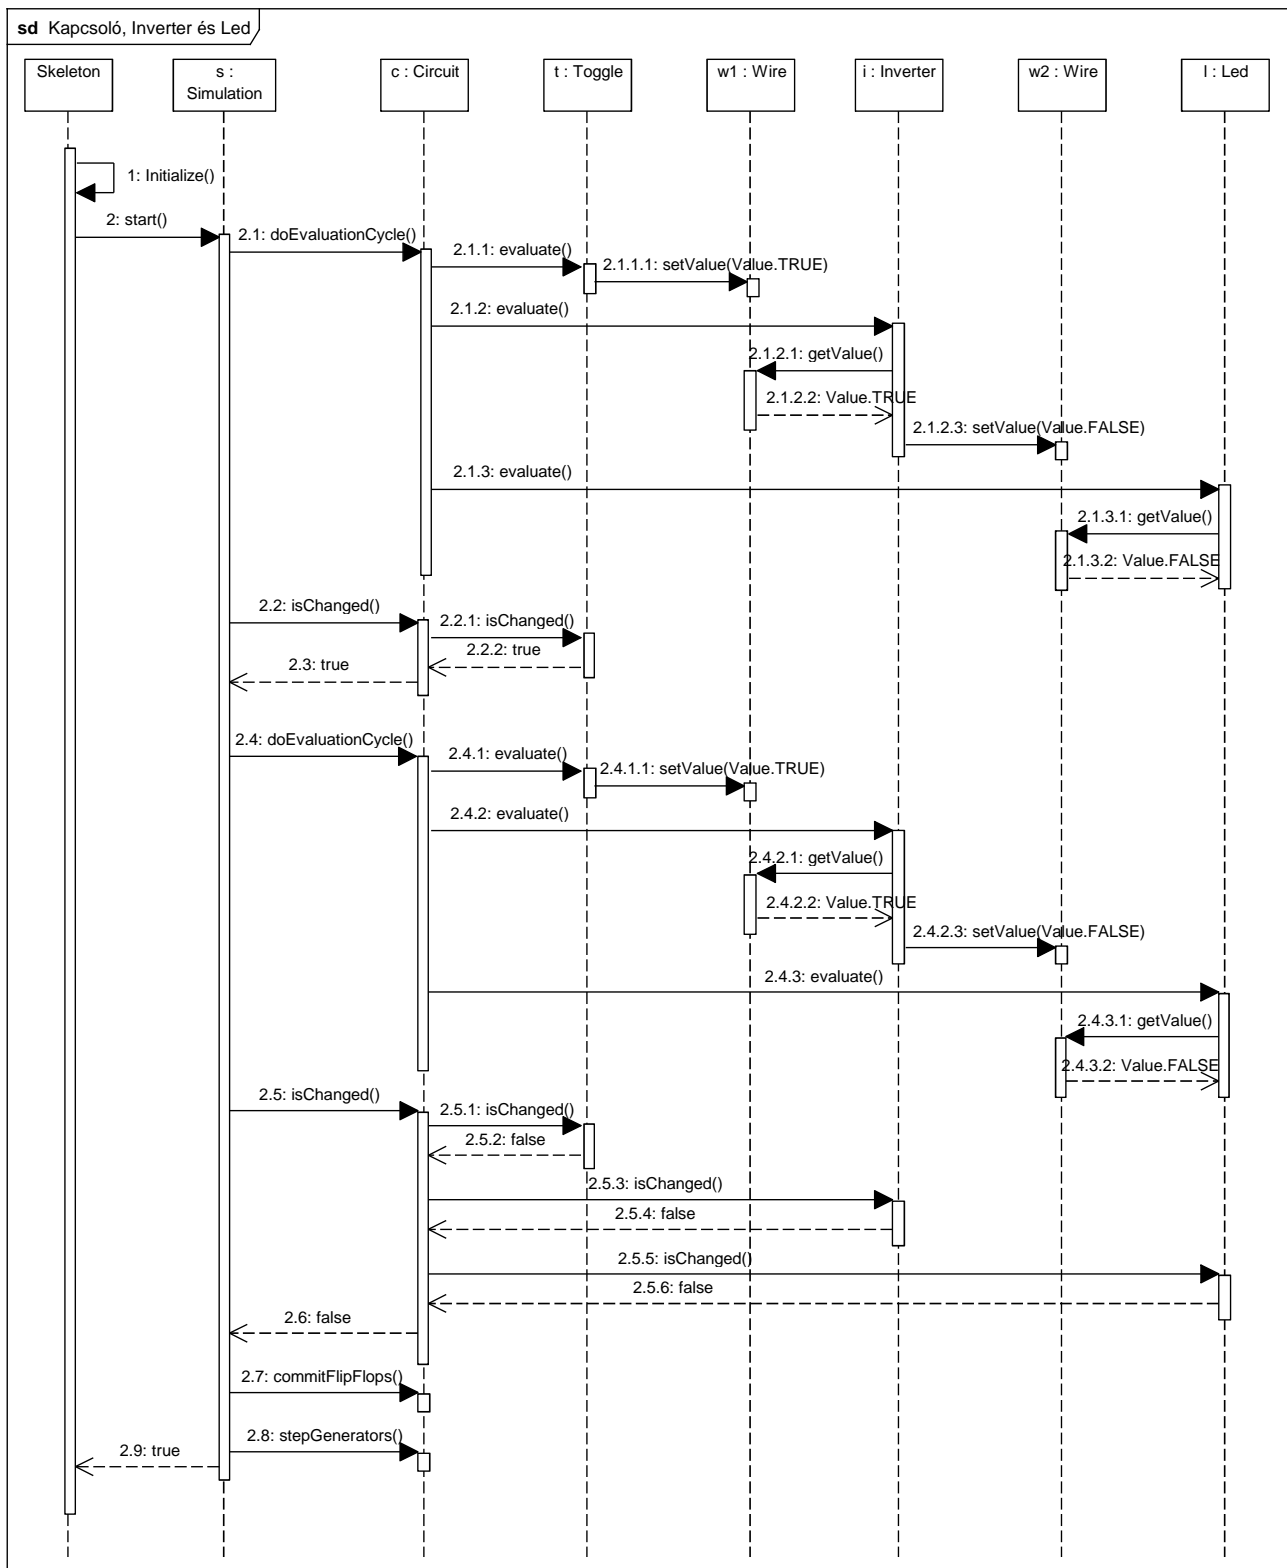 sd Kapcsoló, Inverter és Led
Skeleton
s :
Simulation
c : Circuit
t : Toggle
w1 : Wire
i : Inverter
w2 : Wire
l : Led
1: Initialize()
2: start()
2.1: doEvaluationCycle()
2.1.1: evaluate()
2.1.1.1: setValue(Value.TRUE)
2.1.2: evaluate()
2.1.2.1: getValue()
2.1.2.2: Value.TRUE
2.1.2.3: setValue(Value.FALSE)
2.1.3: evaluate()
2.1.3.1: getValue()
2.1.3.2: Value.FALSE
2.2: isChanged()
2.2.1: isChanged()
2.2.2: true
2.3: true
2.4: doEvaluationCycle()
2.4.1: evaluate()
2.4.1.1: setValue(Value.TRUE)
2.4.2: evaluate()
2.4.2.1: getValue()
2.4.2.2: Value.TRUE
2.4.2.3: setValue(Value.FALSE)
2.4.3: evaluate()
2.4.3.1: getValue()
2.4.3.2: Value.FALSE
2.5: isChanged()
2.5.1: isChanged()
2.5.2: false
2.5.3: isChanged()
2.5.4: false
2.5.5: isChanged()
2.5.6: false
2.6: false
2.7: commitFlipFlops()
2.8: stepGenerators()
2.9: true